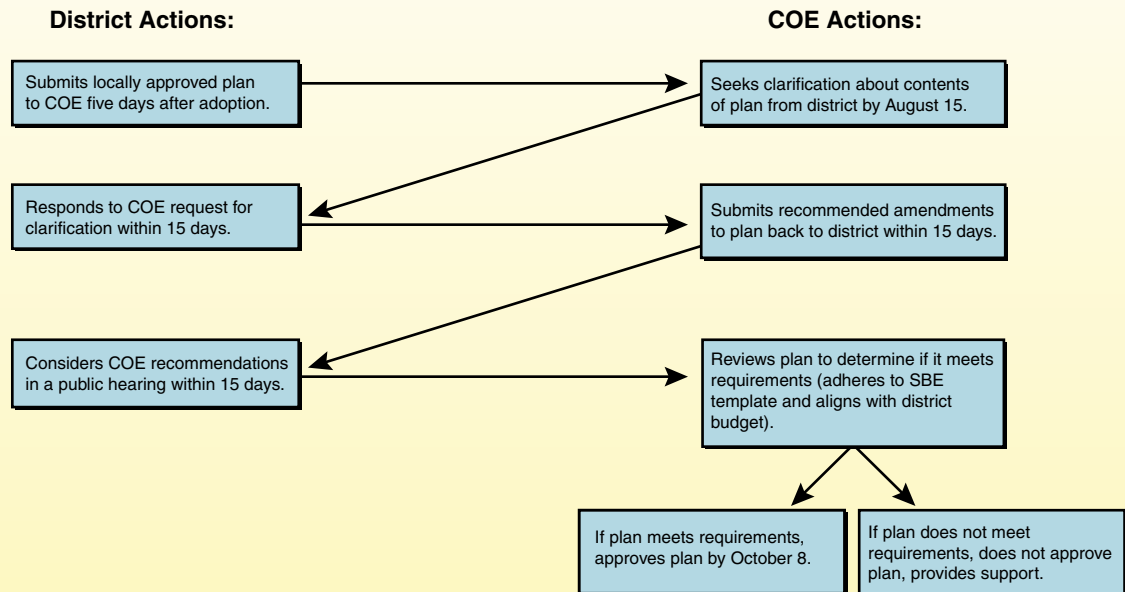 District Actions:
COE Actions:
Submits locally approved plan
to COE five days after adoption.
Seeks clarification about contents
of plan from district by August 15.
Responds to COE request for
clarification within 15 days.
Submits recommended amendments
to plan back to district within 15 days.
Considers COE recommendations
in a public hearing within 15 days.
Reviews plan to determine if it meets
requirements (adheres to SBE
template and aligns with district
budget).
If plan meets requirements,
approves plan by October 8.
If plan does not meet
requirements, does not approve
plan, provides support.